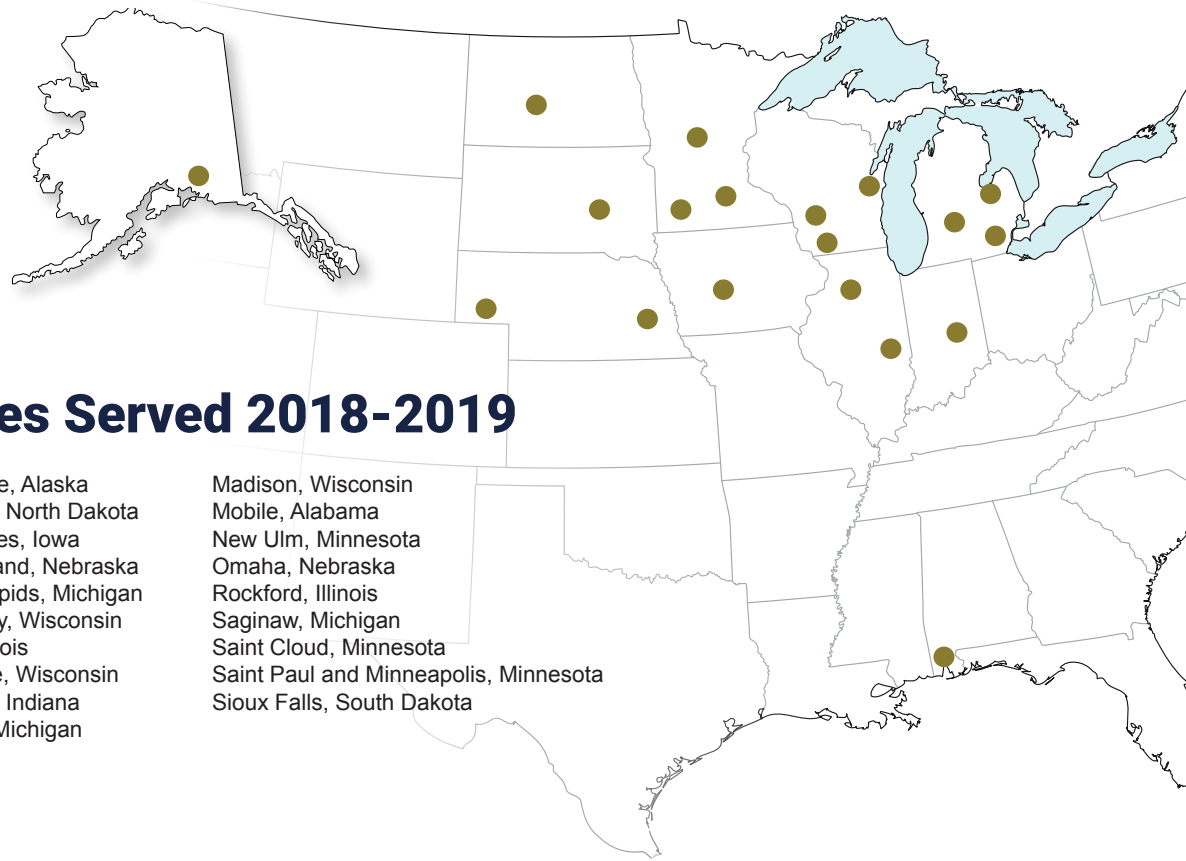 es Served 2018-2019
e, Alaska
North Dakota
es, Iowa
and, Nebraska
pids, Michigan
y, Wisconsin
ois
e, Wisconsin
Indiana
Michigan
Madison, Wisconsin
Mobile, Alabama
New Ulm, Minnesota
Omaha, Nebraska
Rockford, Illinois
Saginaw, Michigan
Saint Cloud, Minnesota
Saint Paul and Minneapolis, Minnesota
Sioux Falls, South Dakota